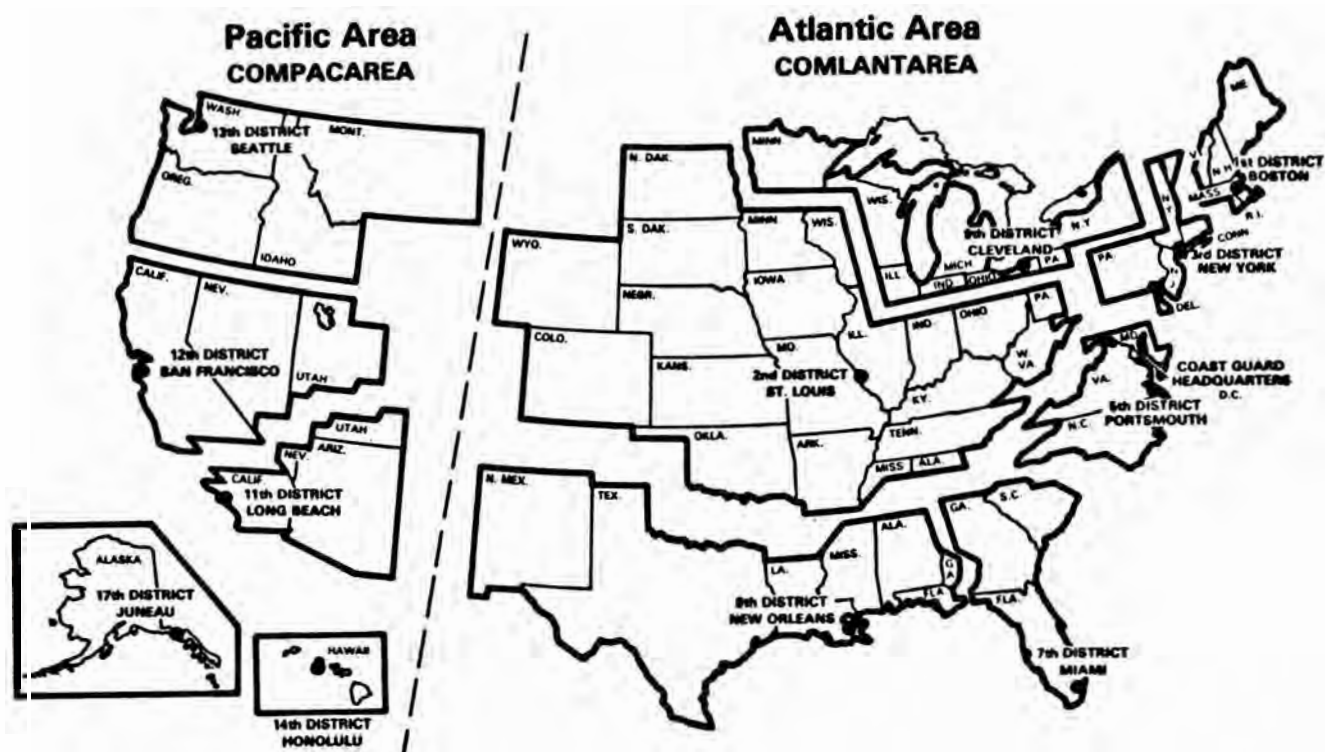 Pacific Area
COMPACAREA
Atlantic Area
COMLANTAREA
WASH.
MONT.
13th DISTRICT
SEATTLE
OREG.
IDAHO
CALIF.
NEV.
12th DISTRICT
SAN FRANCISCO
UTAH
UTAH
NEV.
ARIZ.
CALIF.
11th DISTRICT
LONG BEACH
ALASKA
17th DISTRICT
JUNEAU
HAWAII
14th DISTRICT
HONOLULU
N. DAK.
S. DAK.
MINN.
WIS.
WYO.
NEBR.
IOWA
COLO.
KANS.
MO.
ILL.
IND.
OHIO
PA.
W.
VA.
KY.
2nd DISTRICT
ST. LOUIS
OKLA.
ARK.
TENN.
MISS
ALA.
MINN
WIS.
9th DISTRICT
CLEVELAND
ILL
MICH
IND
OHIO
PA
N.Y
ME.
V.
N.H.
1st DISTRICT
BOSTON
MASS
R.I.
N.
Y.
CONN
3rd DISTRICT
NEW YORK
PA.
N
J
DEL.
MD.
COAST GUARD
HEADQUARTERS
D.C.
VA.
5th DISTRICT
PORTSMOUTH
N.C.
N. MEX.
TEX.
LA.
MISS.
ALA.
G
A
FLA
8th DISTRICT
NEW ORLEANS
GA.
S.C.
FLA.
7th DISTRICT
MIAMI